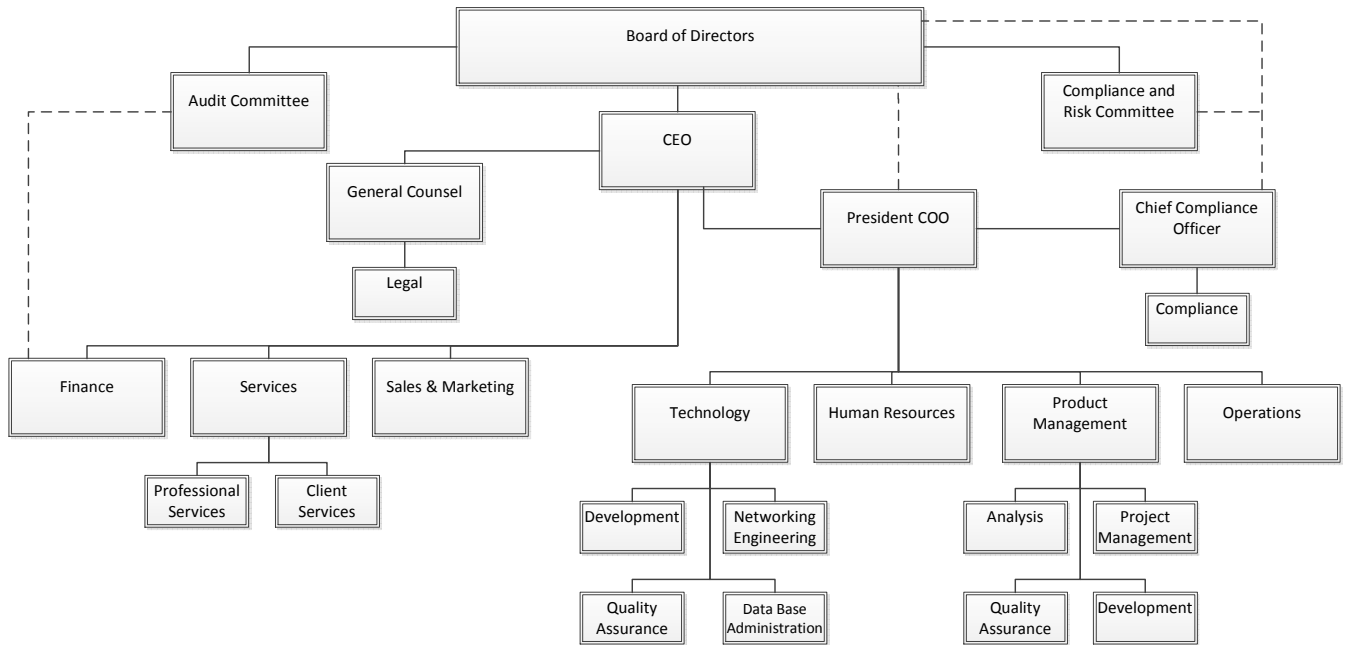 Board of Directors
Audit Committee
Compliance and
Risk Committee
CEO
General Counsel
President COO
Chief Compliance
Officer
Legal
Compliance
Finance
Services
Sales & Marketing
Technology
Human Resources
Product
Management
Operations
Professional
Services
Client
Services
Development
Networking
Engineering
Analysis
Project
Management
Quality
Assurance
Data Base
Administration
Quality
Assurance
Development